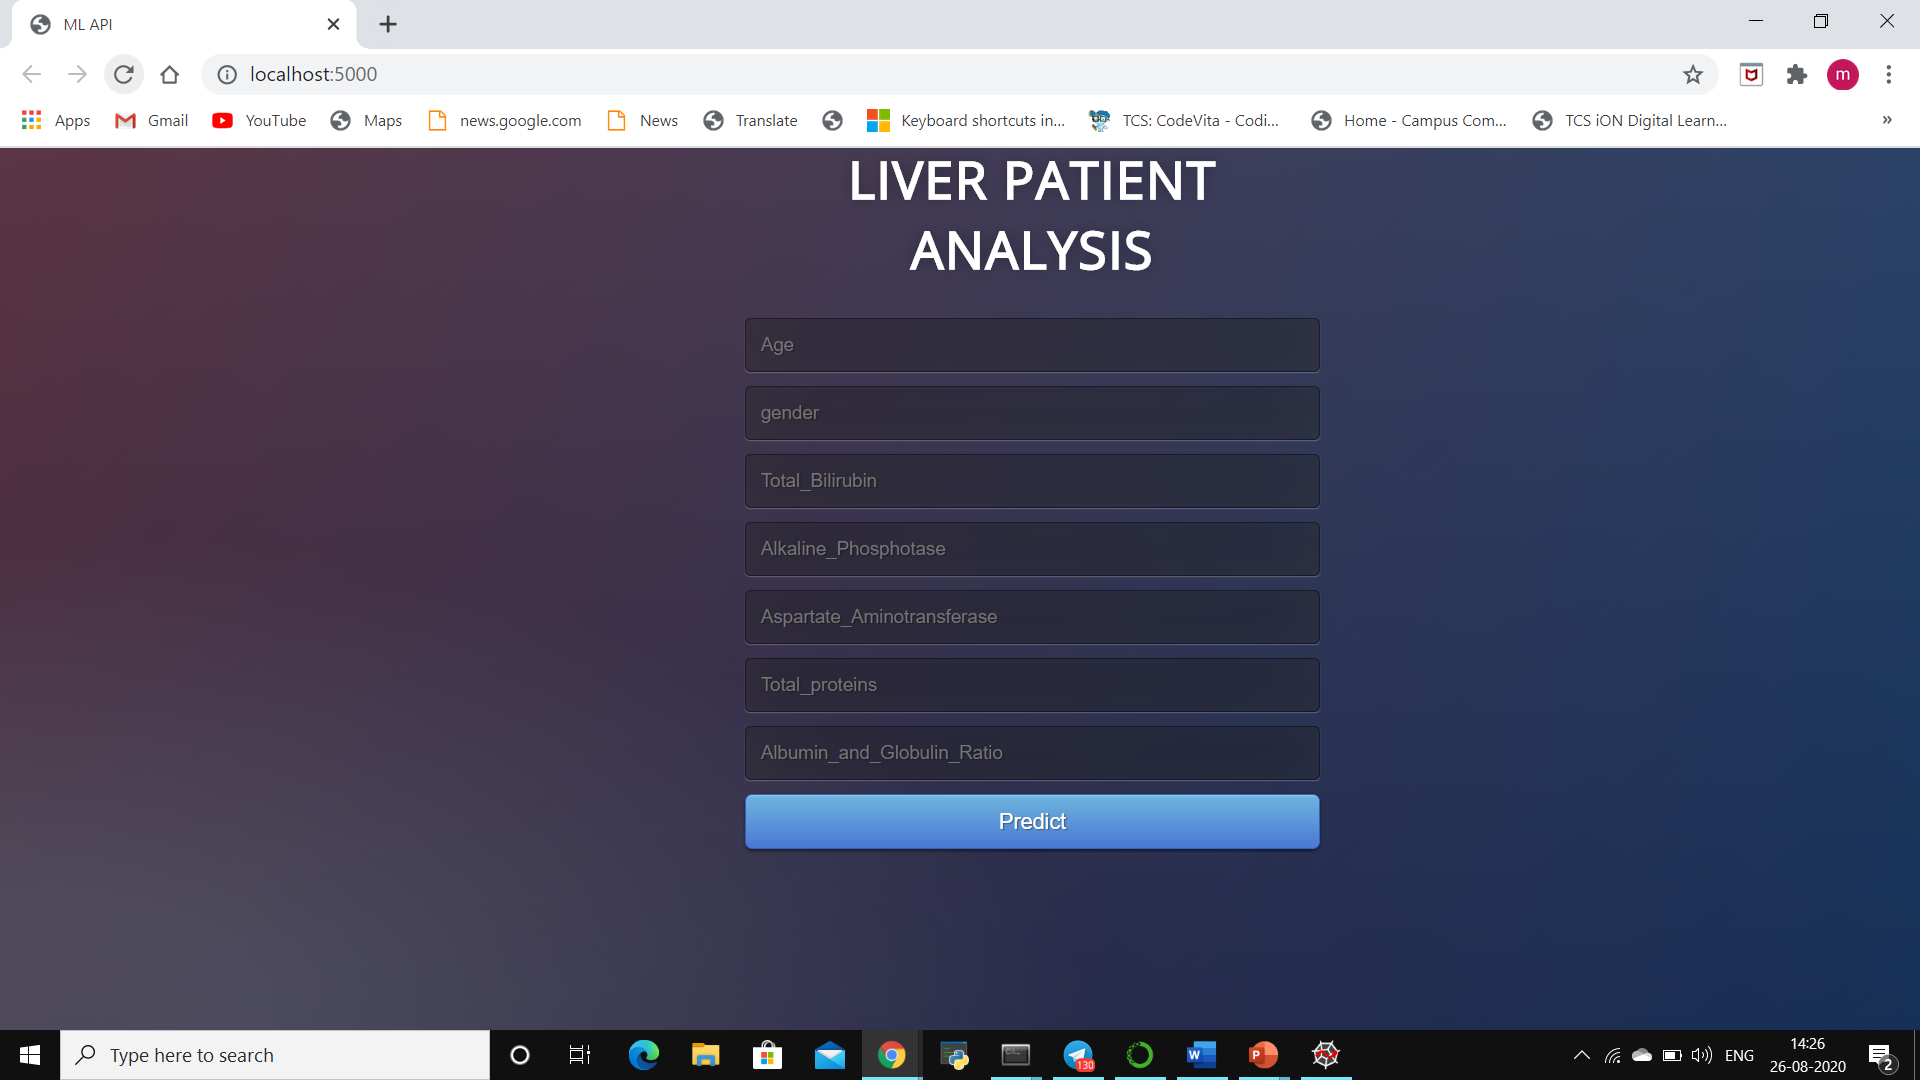 ML API
localhost:5000
m
Apps Gmail YouTube Maps news.google.com News Translate Keyboard shortcuts in... TCS: CodeVita - Codi... Home - Campus Com... TCS iON Digital Learn... »
LIVER PATIENT
ANALYSIS
Age
gender
Total_Bilirubin
Alkaline_Phosphotase
Aspartate_Aminotransferase
Total_proteins
Albumin_and_Globulin_Ratio
Predict
Type here to search
130
W
P
ENG
14:26
26-08-2020
2